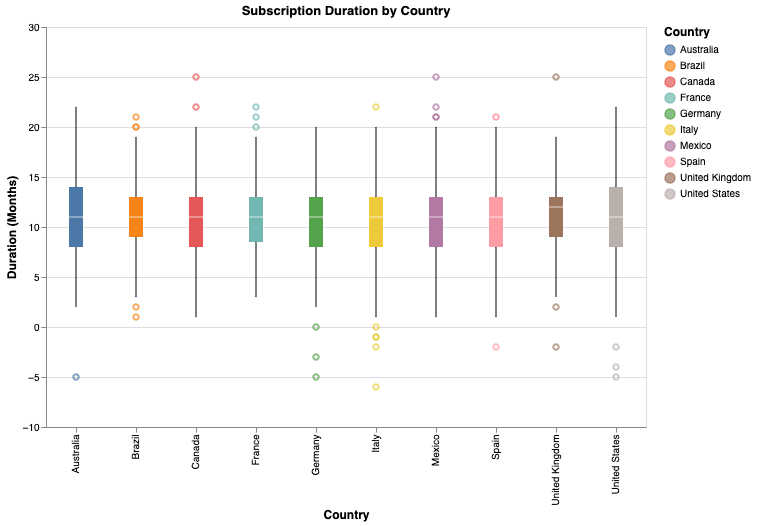 Subscription Duration by Country
30
25
20
15
10
5
0
−5
−10
Duration (Months)
Australia
Brazil
Canada
France
Germany
Italy
Mexico
Spain
United Kingdom
United States
Country
Country
Australia
Brazil
Canada
France
Germany
Italy
Mexico
Spain
United Kingdom
United States